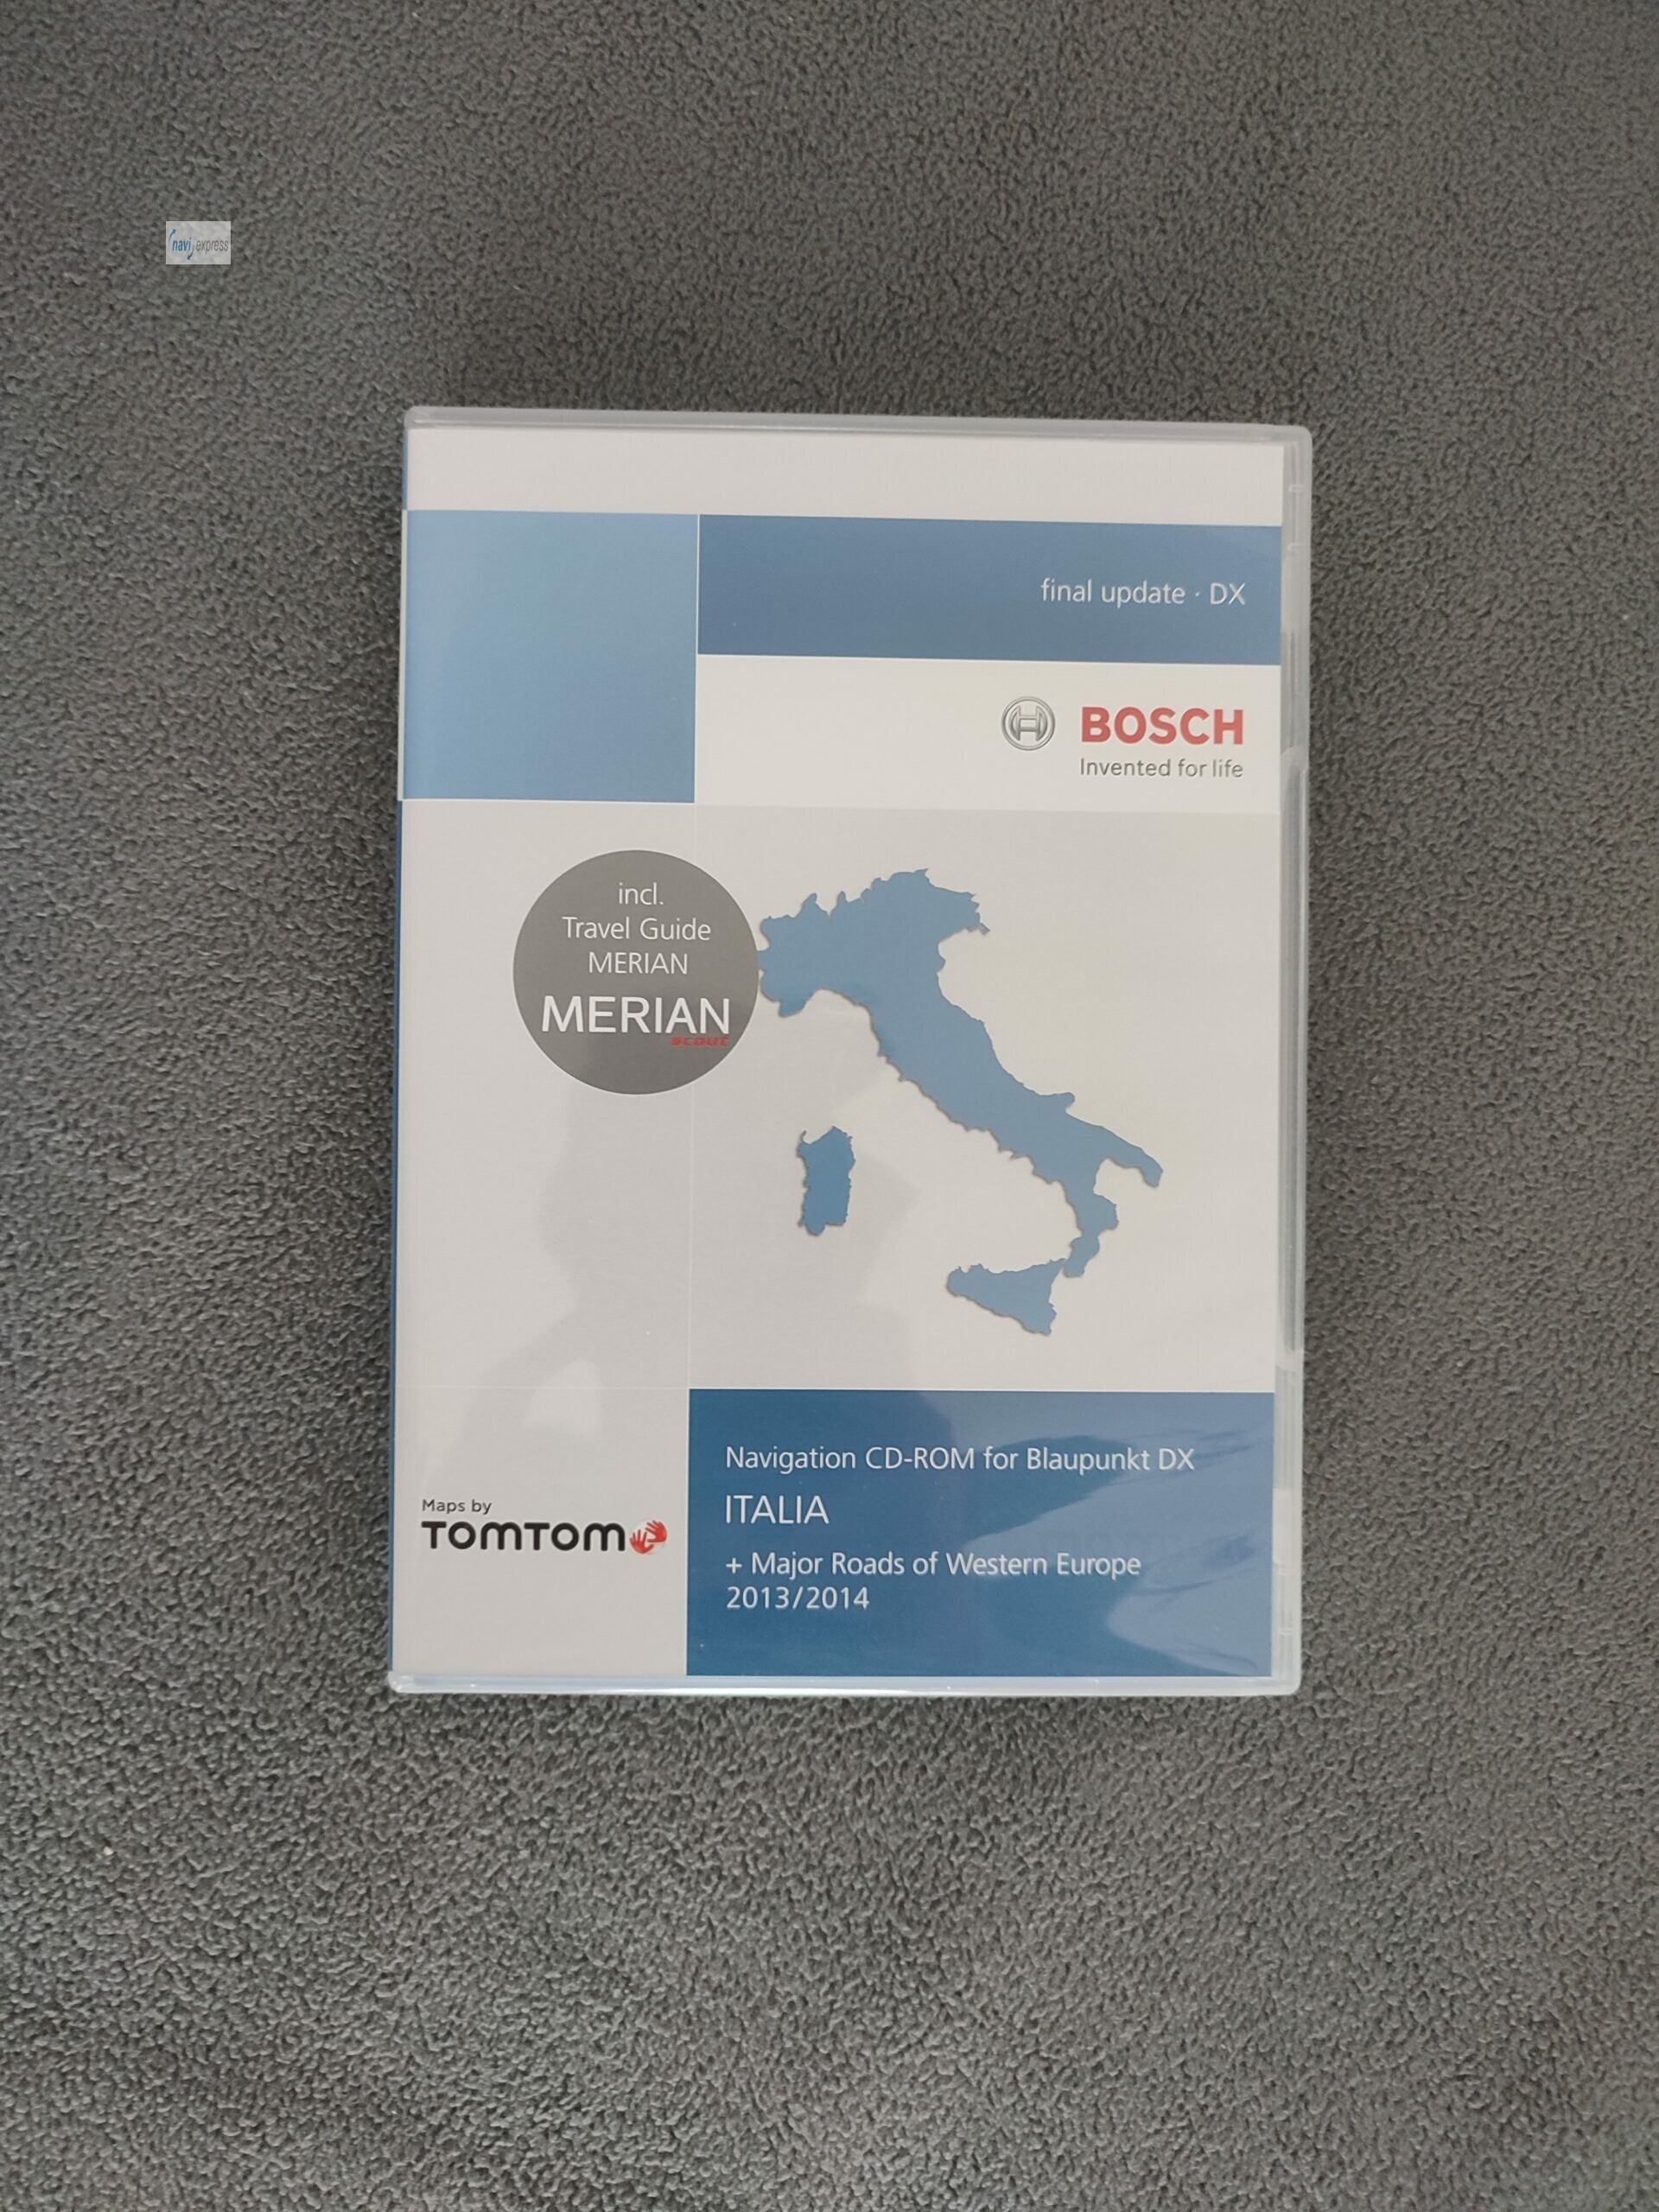 navi express
final update · DX
BOSCH
Invented for life
incl.
Travel Guide
MERIAN
MERIAN
scout
Navigation CD-ROM for Blaupunkt DX
ITALIA
+ Major Roads of Western Europe
2013/2014
Maps by
TOMTOM